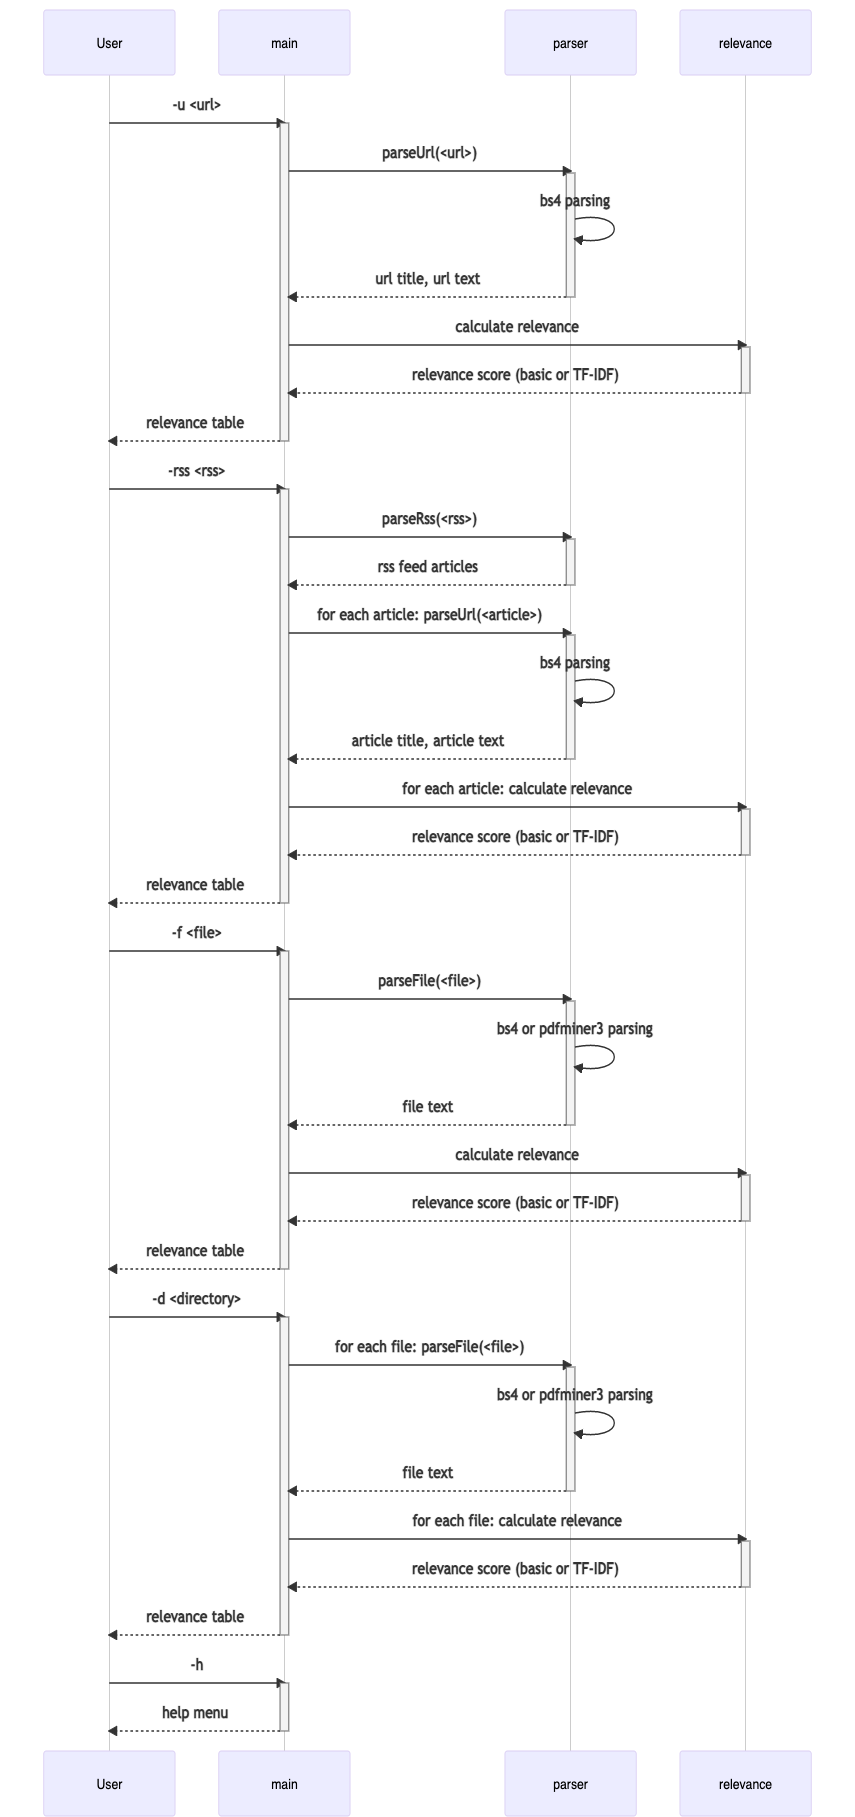 User
main
parser
relevance
-u <url>
parseUrl(<url>)
bs4 parsing
url title, url text
calculate relevance
relevance score (basic or TF-IDF)
relevance table
-rss <rss>
parseRss(<rss>)
rss feed articles
for each article: parseUrl(<article>)
bs4 parsing
article title, article text
for each article: calculate relevance
relevance score (basic or TF-IDF)
relevance table
-f <file>
parseFile(<file>)
bs4 or pdfminer3 parsing
file text
calculate relevance
relevance score (basic or TF-IDF)
relevance table
-d <directory>
for each file: parseFile(<file>)
bs4 or pdfminer3 parsing
file text
for each file: calculate relevance
relevance score (basic or TF-IDF)
relevance table
-h
help menu
User
main
parser
relevance